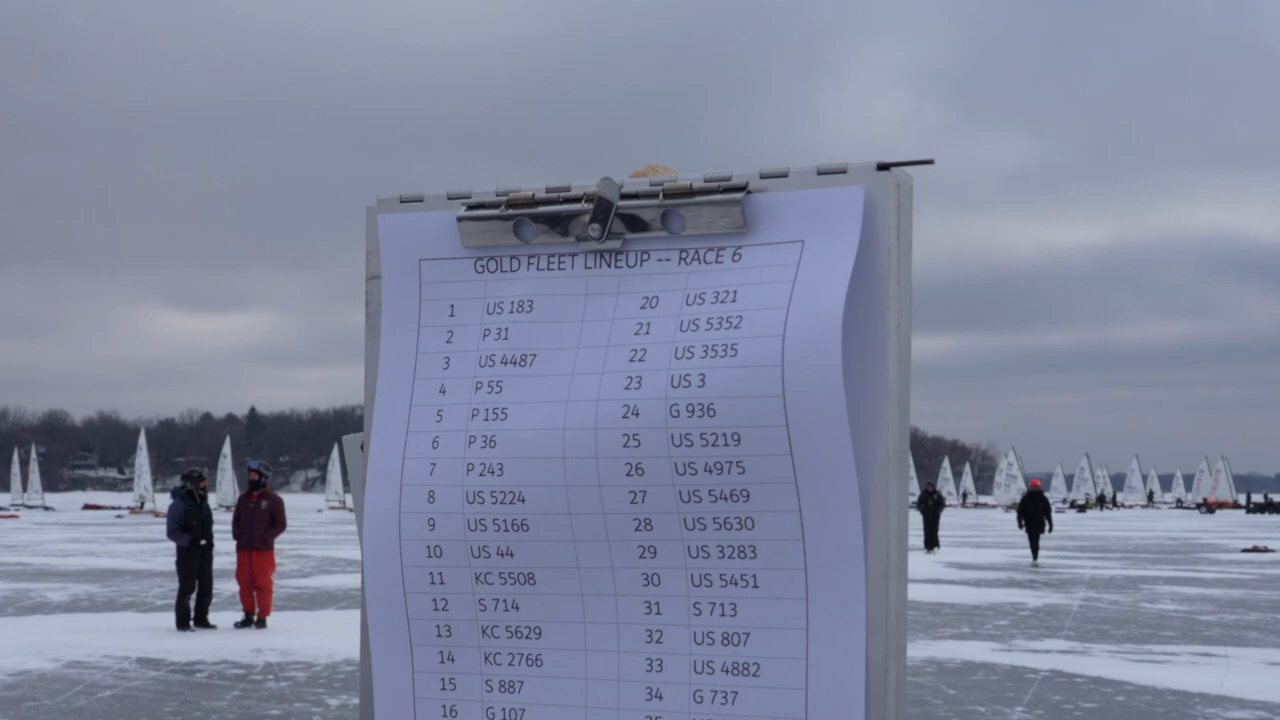 GOLD FLEET LINEUP -- RACE 6
1 US 183 20 US 321
2 P 31 21 US 5352
3 US 4487 22 US 3535
4 P 55 23 US 3
5 P 155 24 G 936
6 P 36 25 US 5219
7 P 243 26 US 4975
8 US 5224 27 US 5469
9 US 5166 28 US 5630
10 US 44 29 US 3283
11 KC 5508 30 US 5451
12 S 714 31 S 713
13 KC 5629 32 US 807
14 KC 2766 33 US 4882
15 S 887 34 G 737
16 G 107